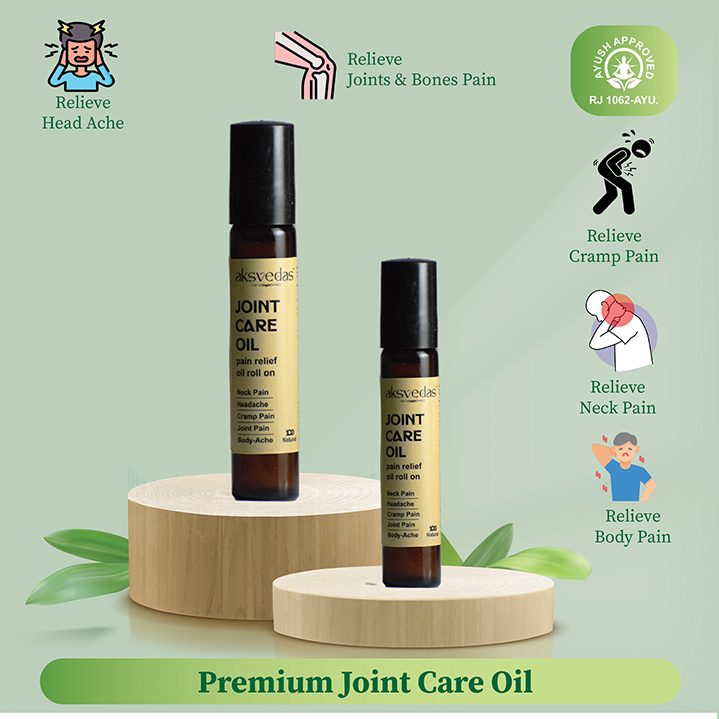 Relieve
Head Ache
Relieve
Joints & Bones Pain
AYUSH APPROVED
RJ 1062-AYU.
Relieve
Cramp Pain
Relieve
Neck Pain
Relieve
Body Pain
aksvedas
JOINT
CARE
OIL
pain relief
oil roll on
Neck Pain
Headache
Cramp Pain
Joint Pain
Body-Ache
100
Natural
aksvedas
JOINT
CARE
OIL
pain relief
oil roll on
Neck Pain
Headache
Cramp Pain
Joint Pain
Body-Ache
100
Natural
Premium Joint Care Oil